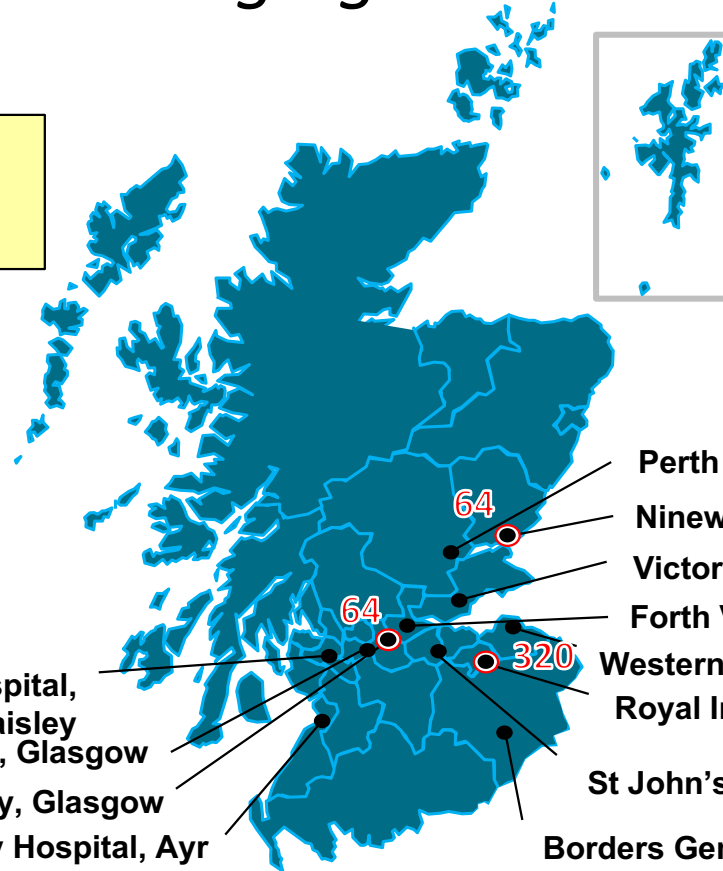 Perth
64
Ninew
Victor
64
Forth V
320
Western
spital,
aisley
Royal In
, Glasgow
St John's
y, Glasgow
y Hospital, Ayr
Borders Ger